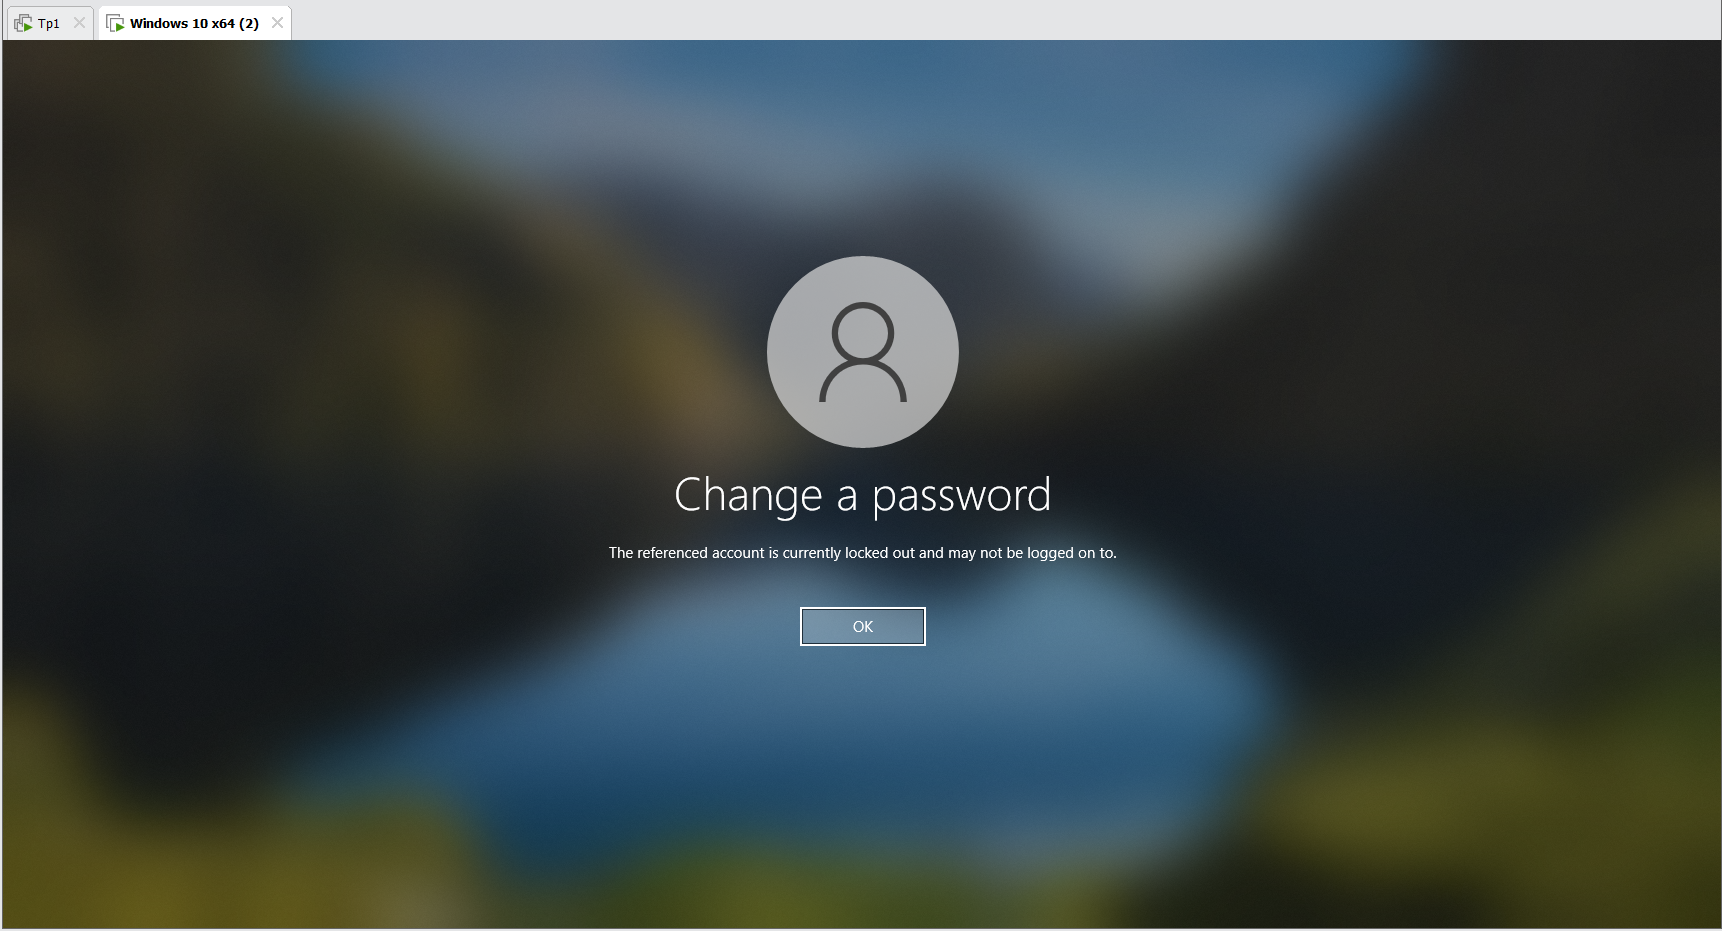 Tp1
Windows 10 x64 (2)
Change a password
The referenced account is currently locked out and may not be logged on to.
OK